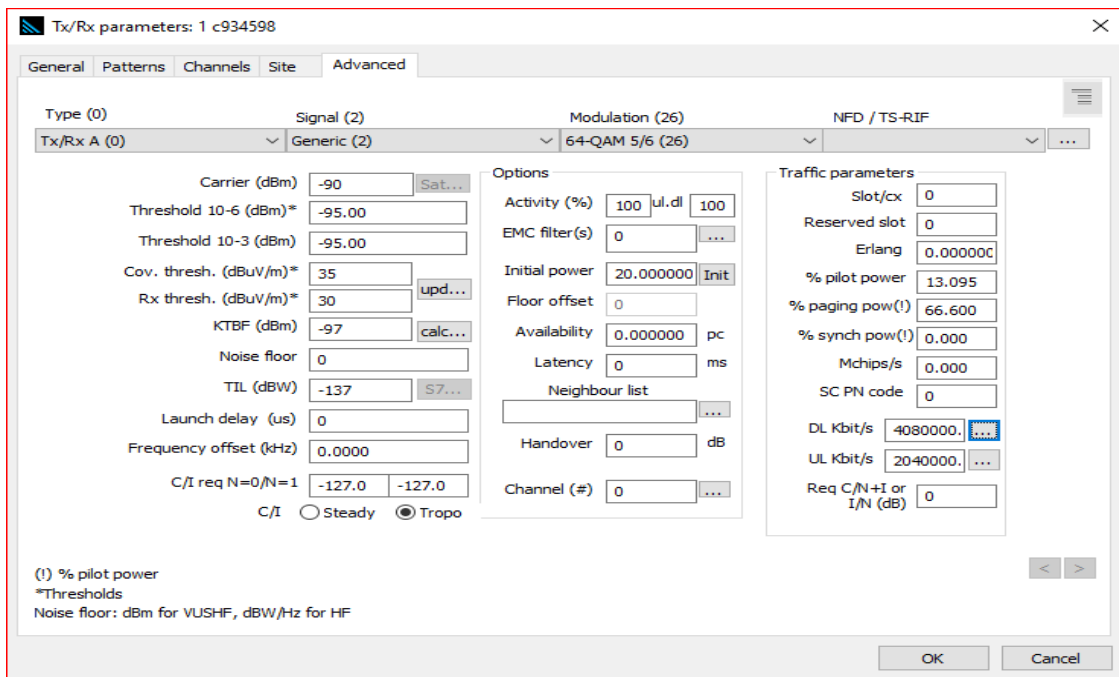 Tx/Rx parameters: 1 c934598
General Patterns Channels Site Advanced
Type (0) Signal (2) Modulation (26) NFD / TS-RIF
Tx/Rx A (0) Generic (2) 64-QAM 5/6 (26) ...
Carrier (dBm) -90 Sat...
Threshold 10-6 (dBm)* -95.00
Threshold 10-3 (dBm) -95.00
Cov. thresh. (dBuV/m)* 35
upd...
Rx thresh. (dBuV/m)* 30
KTBF (dBm) -97 calc...
Noise floor 0
TIL (dBW) -137 S7...
Launch delay (us) 0
Frequency offset (kHz) 0.0000
C/I req N=0/N=1 -127.0 -127.0
C/I Steady Tropo
Options
Activity (%) 100 ul.dl 100
EMC filter(s) 0 ...
Initial power 20.000000 Init
Floor offset 0
Availability 0.000000 pc
Latency 0 ms
Neighbour list
...
Handover 0 dB
Channel (#) 0 ...
Traffic parameters
Slot/cx 0
Reserved slot 0
Erlang 0.000000
% pilot power 13.095
% paging pow(!) 66.600
% synch pow(!) 0.000
Mchips/s 0.000
SC PN code 0
DL Kbit/s 4080000. ...
UL Kbit/s 2040000. ...
Req C/N+I or
I/N (dB) 0
< >
(!) % pilot power
*Thresholds
Noise floor: dBm for VUSHF, dBW/Hz for HF
OK Cancel